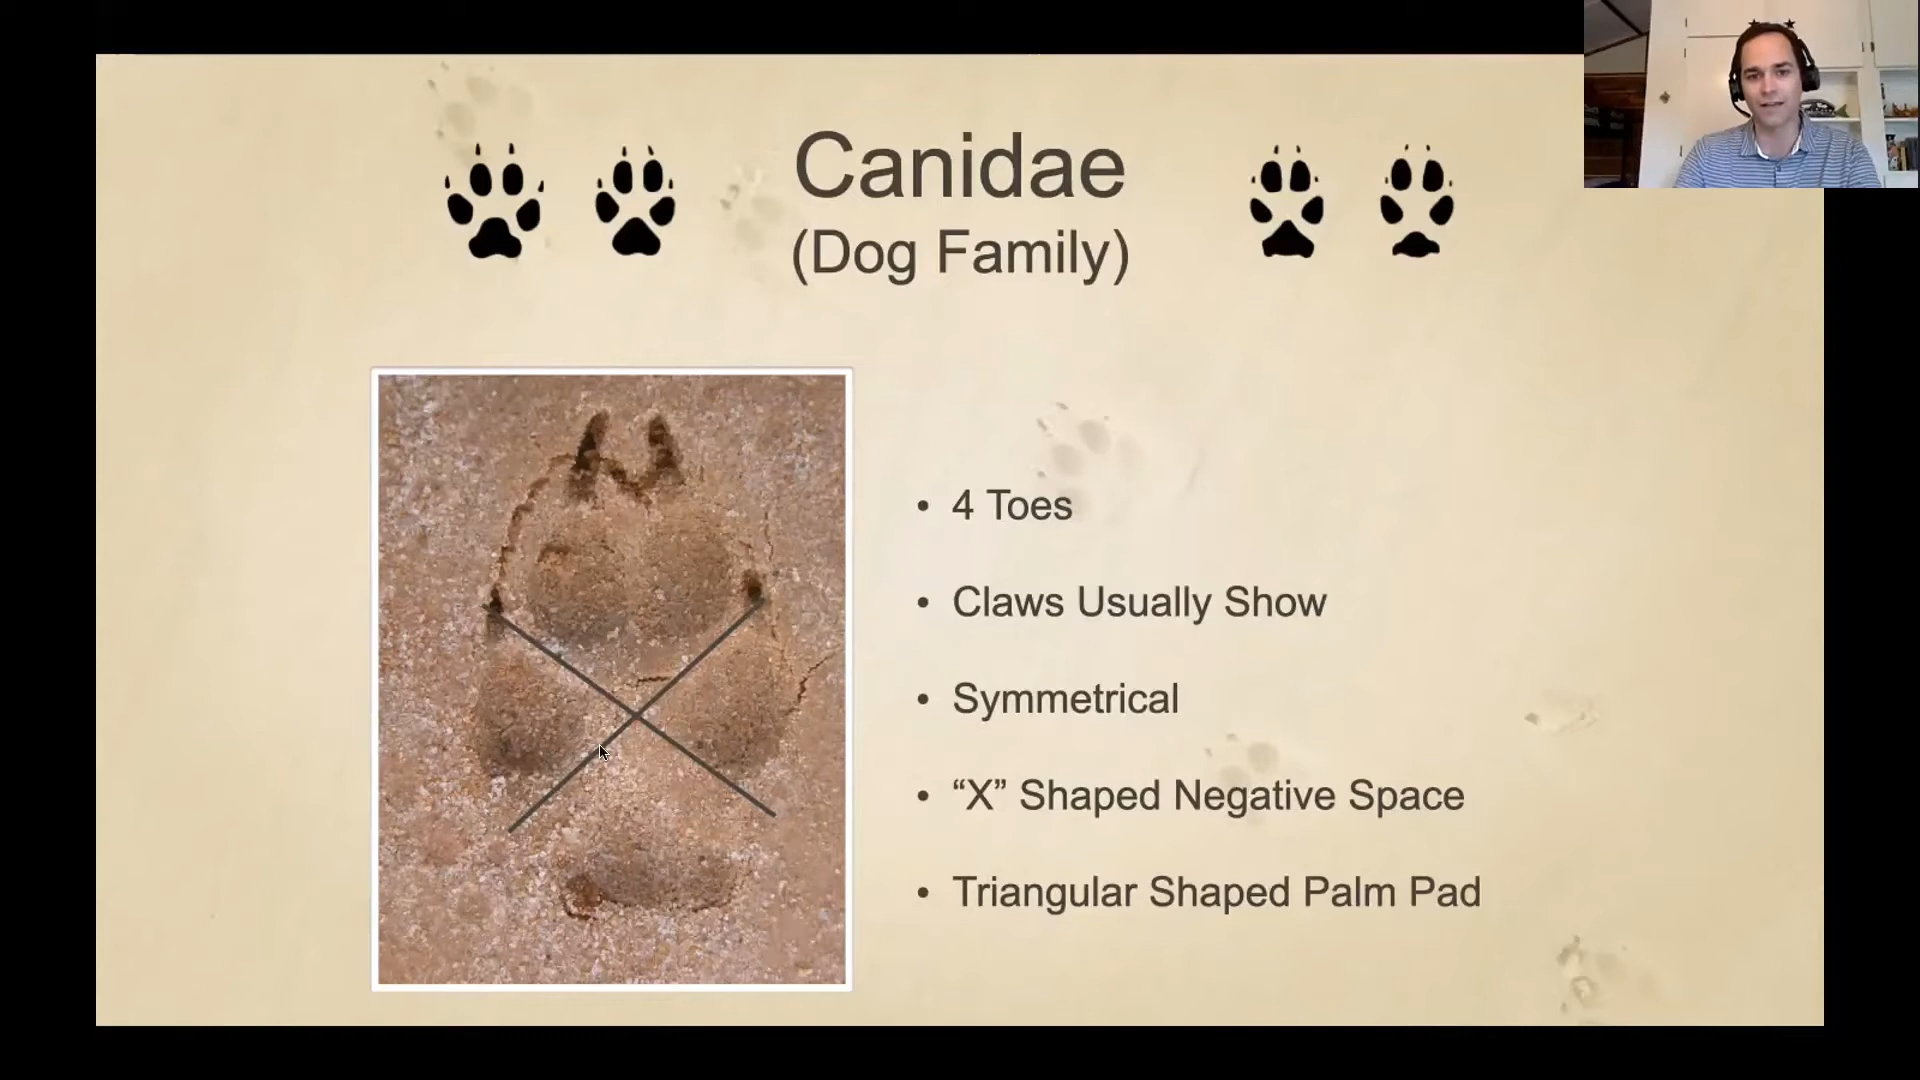 Canidae
(Dog Family)
• 4 Toes
• Claws Usually Show
• Symmetrical
• “X” Shaped Negative Space
• Triangular Shaped Palm Pad